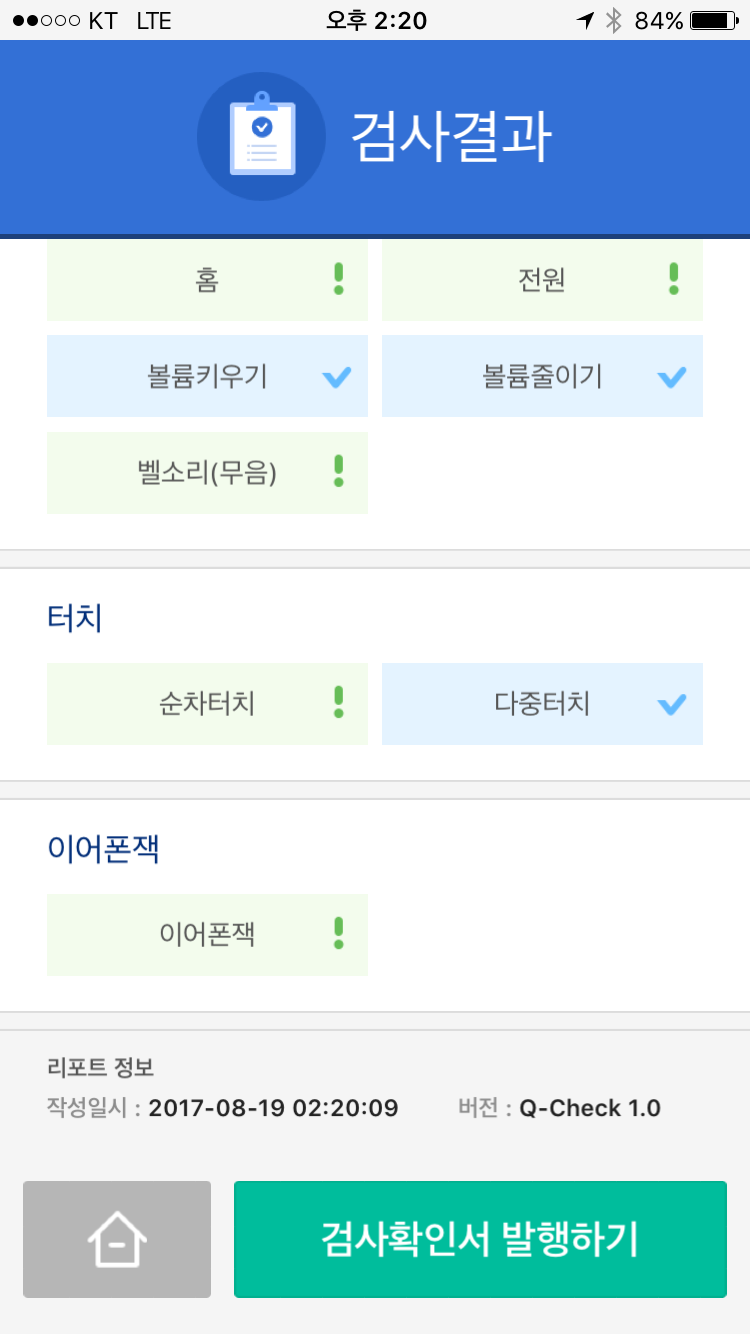 KT LTE 오후 2:20 84%
검사결과
홈 전원
볼륨키우기 볼륨줄이기
벨소리(무음)
터치
순차터치 다중터치
이어폰잭
이어폰잭
리포트 정보
작성일시 : 2017-08-19 02:20:09 버전 : Q-Check 1.0
검사확인서 발행하기